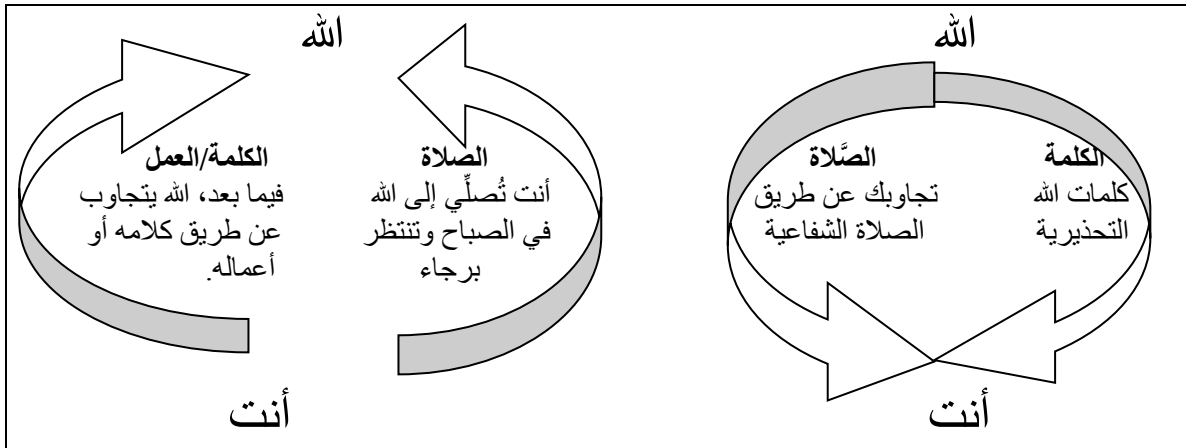 الله
الكلمة
كلمات الله
التحذيرية
الصَّلاة
تجاوبك عن طريق
الصلاة الشفاعية
أنت
الله
الصلاة
أنت تُصلِّي إلى الله
في الصباح وتنتظر
برجاء
الكلمة/العمل
فيما بعد، الله يتجاوب
عن طريق كلامه أو
أعماله.
أنت